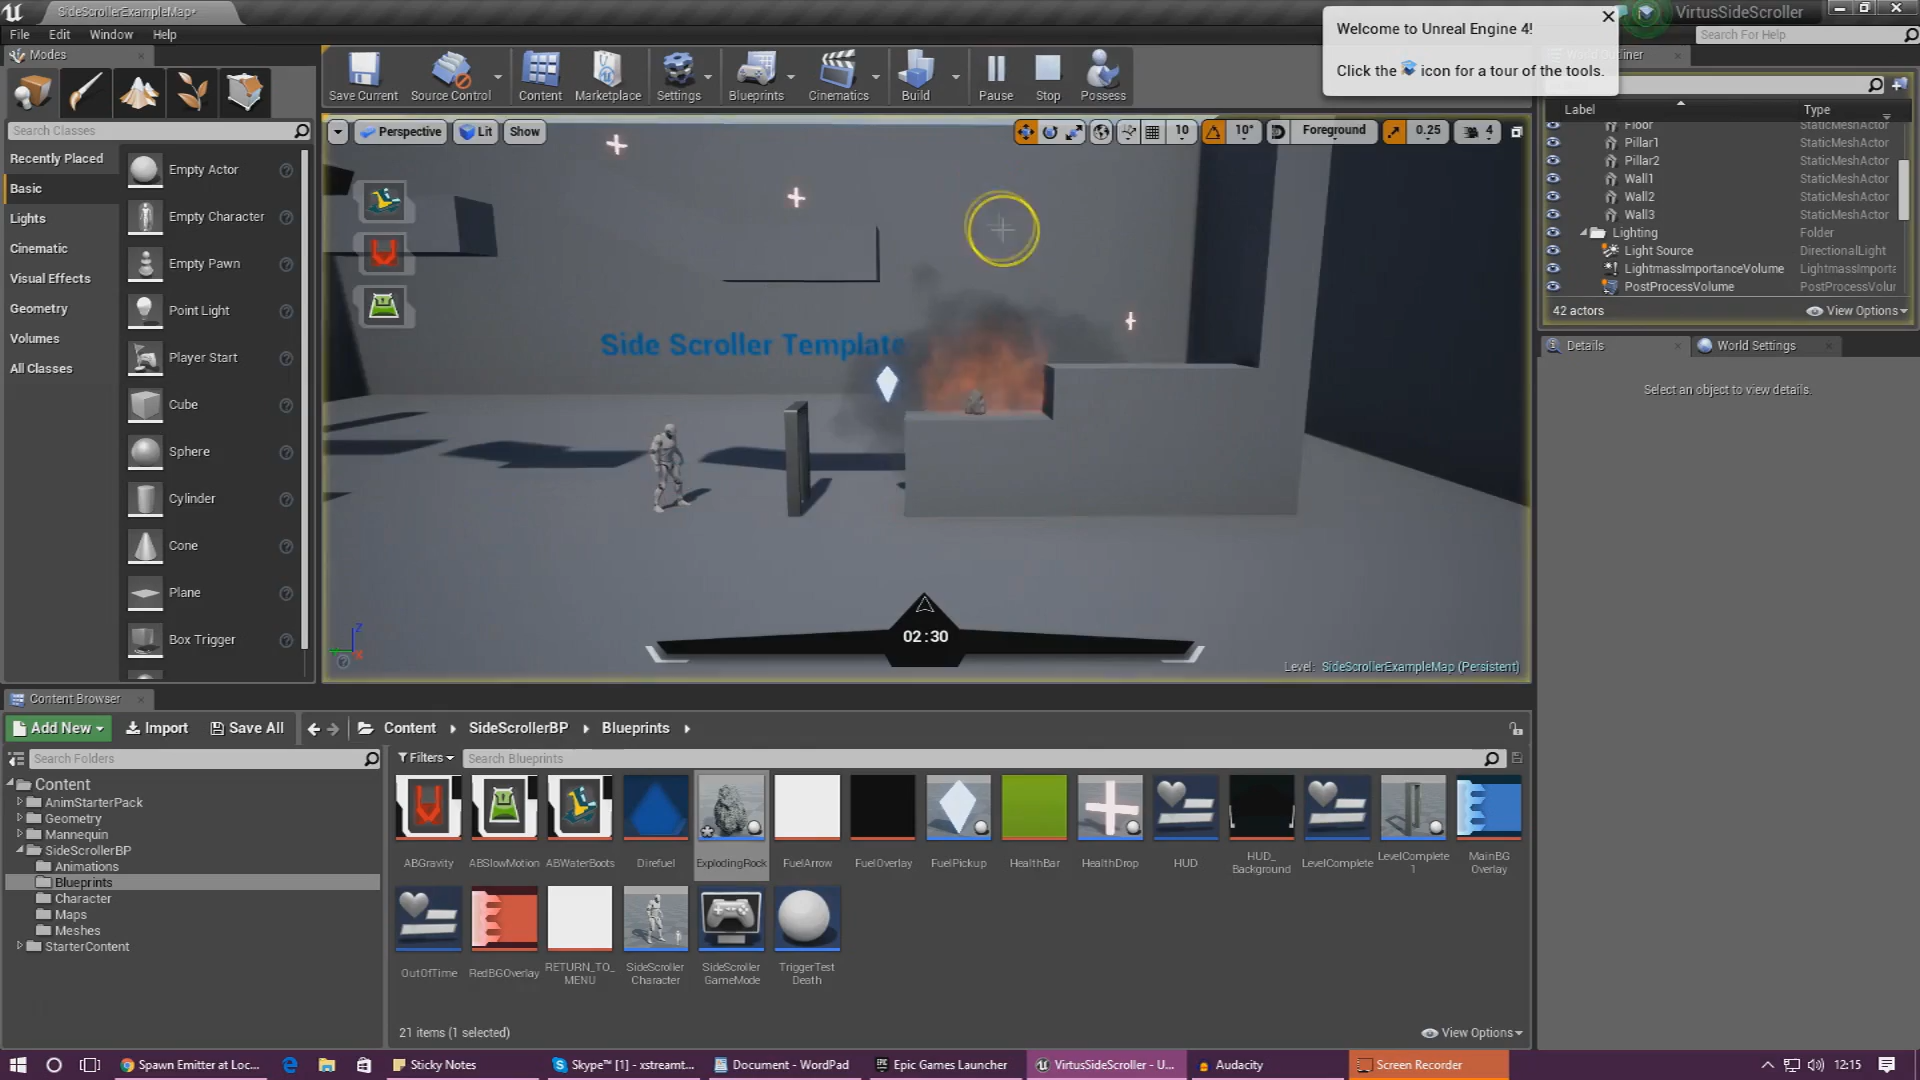 SideScrollerExampleMap*
VirtusSideScroller
File Edit Window Help
Search For Help
Welcome to Unreal Engine 4!
Click the icon for a tour of the tools.
Modes
World Outliner
Save Current
Source Control
Content
Marketplace
Settings
Blueprints
Cinematics
Build
Pause
Stop
Possess
Search Classes
Recently Placed
Basic
Lights
Cinematic
Visual Effects
Geometry
Volumes
All Classes
Empty Actor
Empty Character
Empty Pawn
Point Light
Player Start
Cube
Sphere
Cylinder
Cone
Plane
Box Trigger
Perspective
Lit
Show
10
10°
Foreground
0.25
4
Side Scroller Template
02:30
Level: SideScrollerExampleMap (Persistent)
Label Type
Floor StaticMeshActor
Pillar1 StaticMeshActor
Pillar2 StaticMeshActor
Wall1 StaticMeshActor
Wall2 StaticMeshActor
Wall3 StaticMeshActor
Lighting Folder
Light Source DirectionalLight
LightmassImportanceVolume LightmassImporta
PostProcessVolume PostProcessVolur
42 actors
View Options
Details
World Settings
Select an object to view details.
Content Browser
Add New
Import
Save All
Content
SideScrollerBP
Blueprints
Search Folders
Filters
Search Blueprints
Content
AnimStarterPack
Geometry
Mannequin
SideScrollerBP
Animations
Blueprints
Character
Maps
Meshes
StarterContent
ABGravity
ABSlowMotion
ABWaterBoots
Direfuel
ExplodingRock
FuelArrow
FuelOverlay
FuelPickup
HealthBar
HealthDrop
HUD
HUD_
Background
LevelComplete
LevelComplete
1
MainBG
Overlay
OutOfTime
RedBGOverlay
RETURN_TO_
MENU
SideScroller
Character
SideScroller
GameMode
TriggerTest
Death
21 items (1 selected)
View Options
Spawn Emitter at Loc...
Sticky Notes
Skype™ [1] - xstreamt...
Document - WordPad
Epic Games Launcher
VirtusSideScroller - U...
Audacity
Screen Recorder
12:15